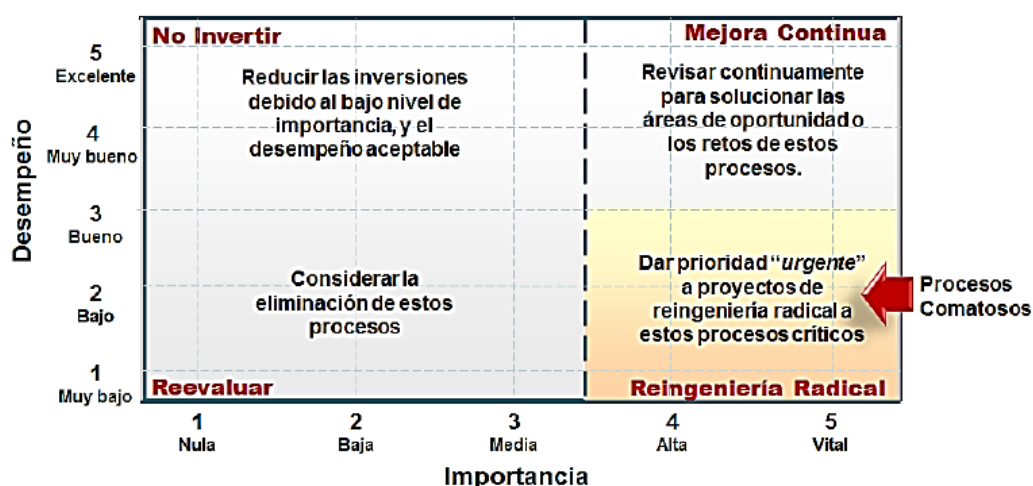 No Invertir
Mejora Continua
5
Excelente
Reducir las inversiones
debido al bajo nivel de
importancia, y el
desempeño aceptable
Revisar continuamente
para solucionar las
áreas de oportunidad o
los retos de estos
procesos.
4
Muy bueno
Desempeño
3
Bueno
Considerar la
eliminación de estos
procesos
Dar prioridad “urgente”
a proyectos de
reingeniería radical a
estos procesos críticos
Procesos
Comatosos
2
Bajo
1
Muy bajo
Reevaluar
Reingeniería Radical
1
Nula
2
Baja
3
Media
4
Alta
5
Vital
Importancia